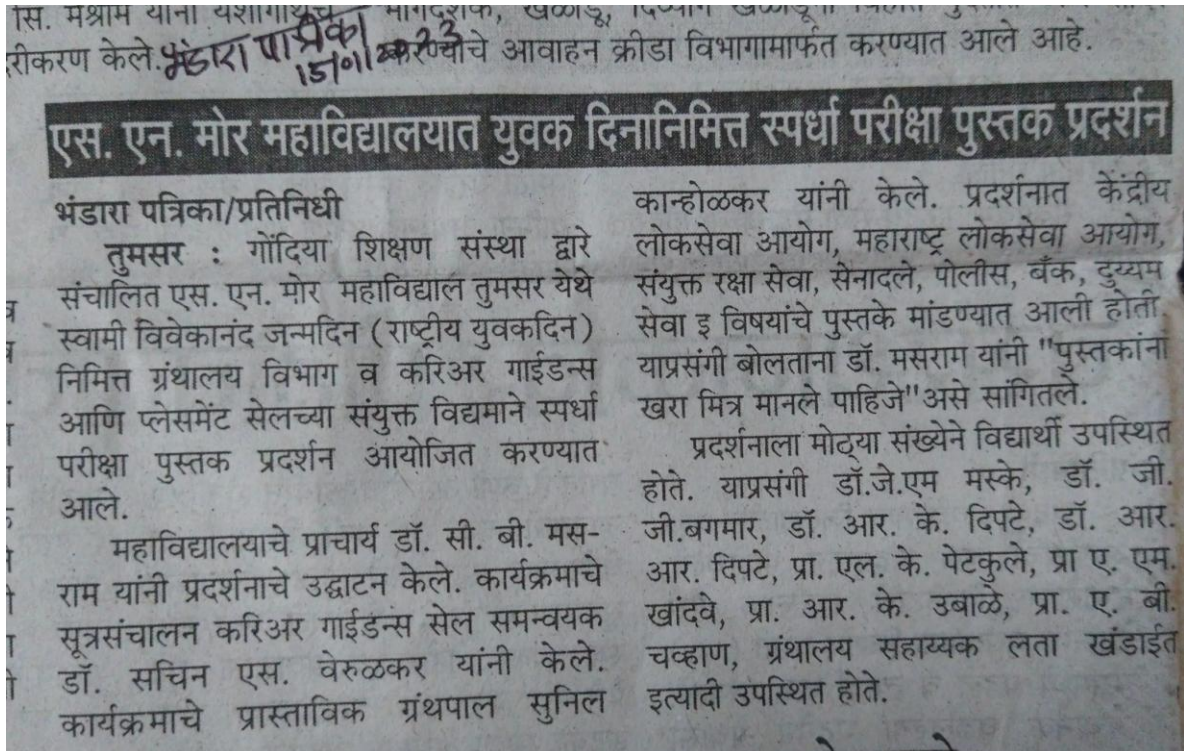 यांनी
रीकरण केले.
भंडारा पत्रिका
करण्याचे आवाहन क्रीडा विभागामार्फत करण्यात आले आहे.
एस. एन. मोर महाविद्यालयात युवक दिनानिमित्त स्पर्धा परीक्षा पुस्तक प्रदर्शन
भंडारा पत्रिका/प्रतिनिधी
तुमसर : गोंदिया शिक्षण संस्था द्वारे
संचालित एस. एन. मोर महाविद्याल तुमसर येथे
स्वामी विवेकानंद जन्मदिन (राष्ट्रीय युवकदिन)
निमित्त ग्रंथालय विभाग व करिअर गाईडन्स
आणि प्लेसमेंट सेलच्या संयुक्त विद्यमाने स्पर्धा
परीक्षा पुस्तक प्रदर्शन आयोजित करण्यात
आले.
महाविद्यालयाचे प्राचार्य डॉ. सी. बी. मस-
राम यांनी प्रदर्शनाचे उद्घाटन केले. कार्यक्रमाचे
सूत्रसंचालन करिअर गाईडन्स सेल समन्वयक
डॉ. सचिन एस. वेरुळकर यांनी केले.
कार्यक्रमाचे प्रास्ताविक ग्रंथपाल सुनिल
कान्होळकर यांनी केले. प्रदर्शनात केंद्रीय
लोकसेवा आयोग, महाराष्ट्र लोकसेवा आयोग,
संयुक्त रक्षा सेवा, सेनादले, पोलीस, बँक, दुय्यम
सेवा इ विषयांचे पुस्तके मांडण्यात आली होती
याप्रसंगी बोलताना डॉ. मसराम यांनी "पुस्तकांना
खरा मित्र मानले पाहिजे" असे सांगितले.
प्रदर्शनाला मोठ्या संख्येने विद्यार्थी उपस्थित
होते. याप्रसंगी डॉ.जे.एम मस्के, डॉ. जी.
जी.बगमार, डॉ. आर. के. दिपटे, डॉ. आर.
आर. दिपटे, प्रा. एल. के. पेटकुले, प्रा ए. एम.
खांदवे, प्रा. आर. के. उबाळे, प्रा. ए. बी.
चव्हाण, ग्रंथालय सहाय्यक लता खंडाईत
इत्यादी उपस्थित होते.